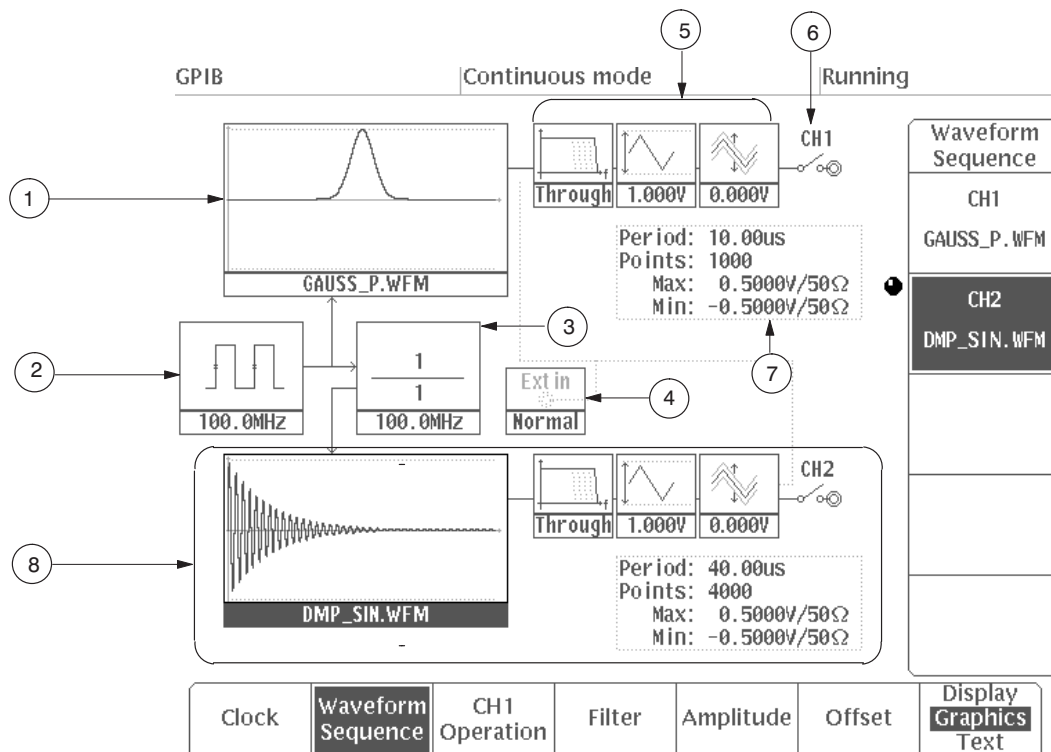 5
6
GPIB
Continuous mode
Running
CH1
Waveform
Sequence
1
Through
1.000V
0.000V
CH1
GAUSS_P.WFM
Period: 10.00us
Points: 1000
Max: 0.5000V/50Ω
Min: -0.5000V/50Ω
GAUSS_P.WFM
CH2
DMP_SIN.WFM
3
2
1
1
7
Ext in
4
100.0MHz
100.0MHz
Normal
CH2
Through
1.000V
0.000V
8
Period: 40.00us
Points: 4000
Max: 0.5000V/50Ω
Min: -0.5000V/50Ω
DMP_SIN.WFM
Clock
Waveform
Sequence
CH1
Operation
Filter
Amplitude
Offset
Display
Graphics
Text